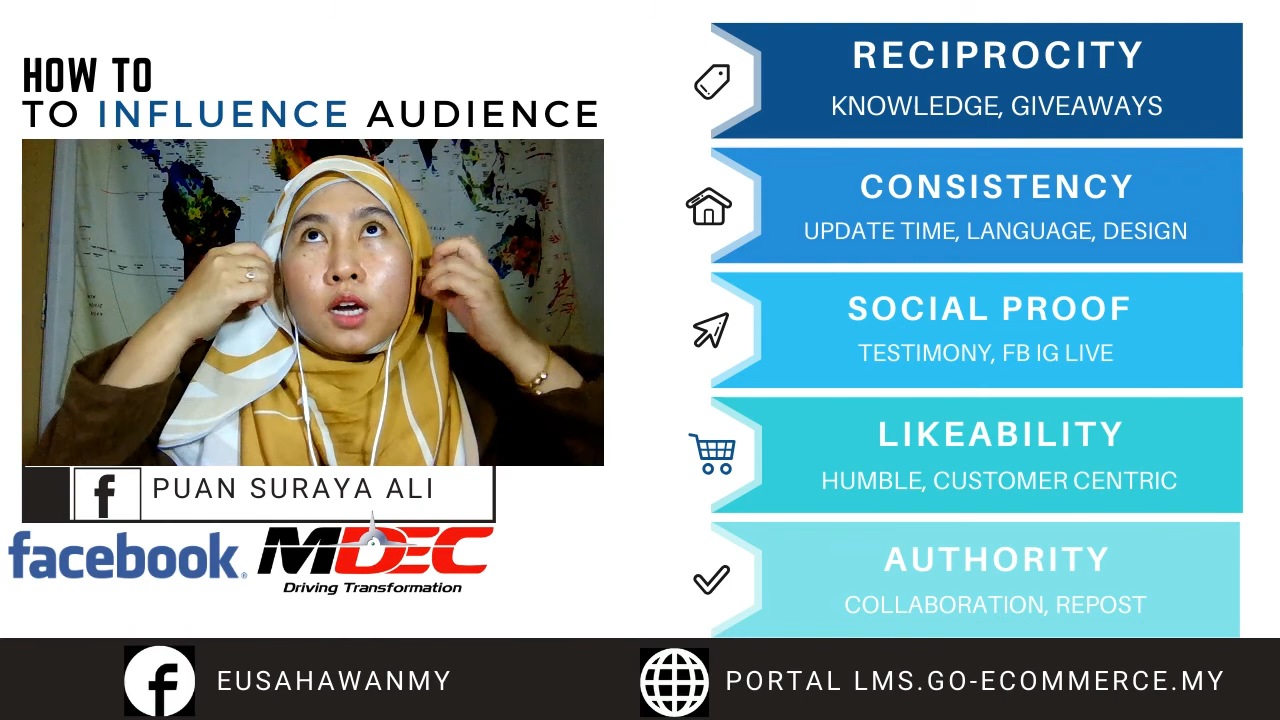 HOW TO
TO INFLUENCE AUDIENCE
PUAN SURAYA ALI
facebook®
MDEC
Driving Transformation
RECIPROCITY
KNOWLEDGE, GIVEAWAYS
CONSISTENCY
UPDATE TIME, LANGUAGE, DESIGN
SOCIAL PROOF
TESTIMONY, FB IG LIVE
LIKEABILITY
HUMBLE, CUSTOMER CENTRIC
AUTHORITY
COLLABORATION, REPOST
EUSAHAWANMY
PORTAL LMS.GO-ECOMMERCE.MY